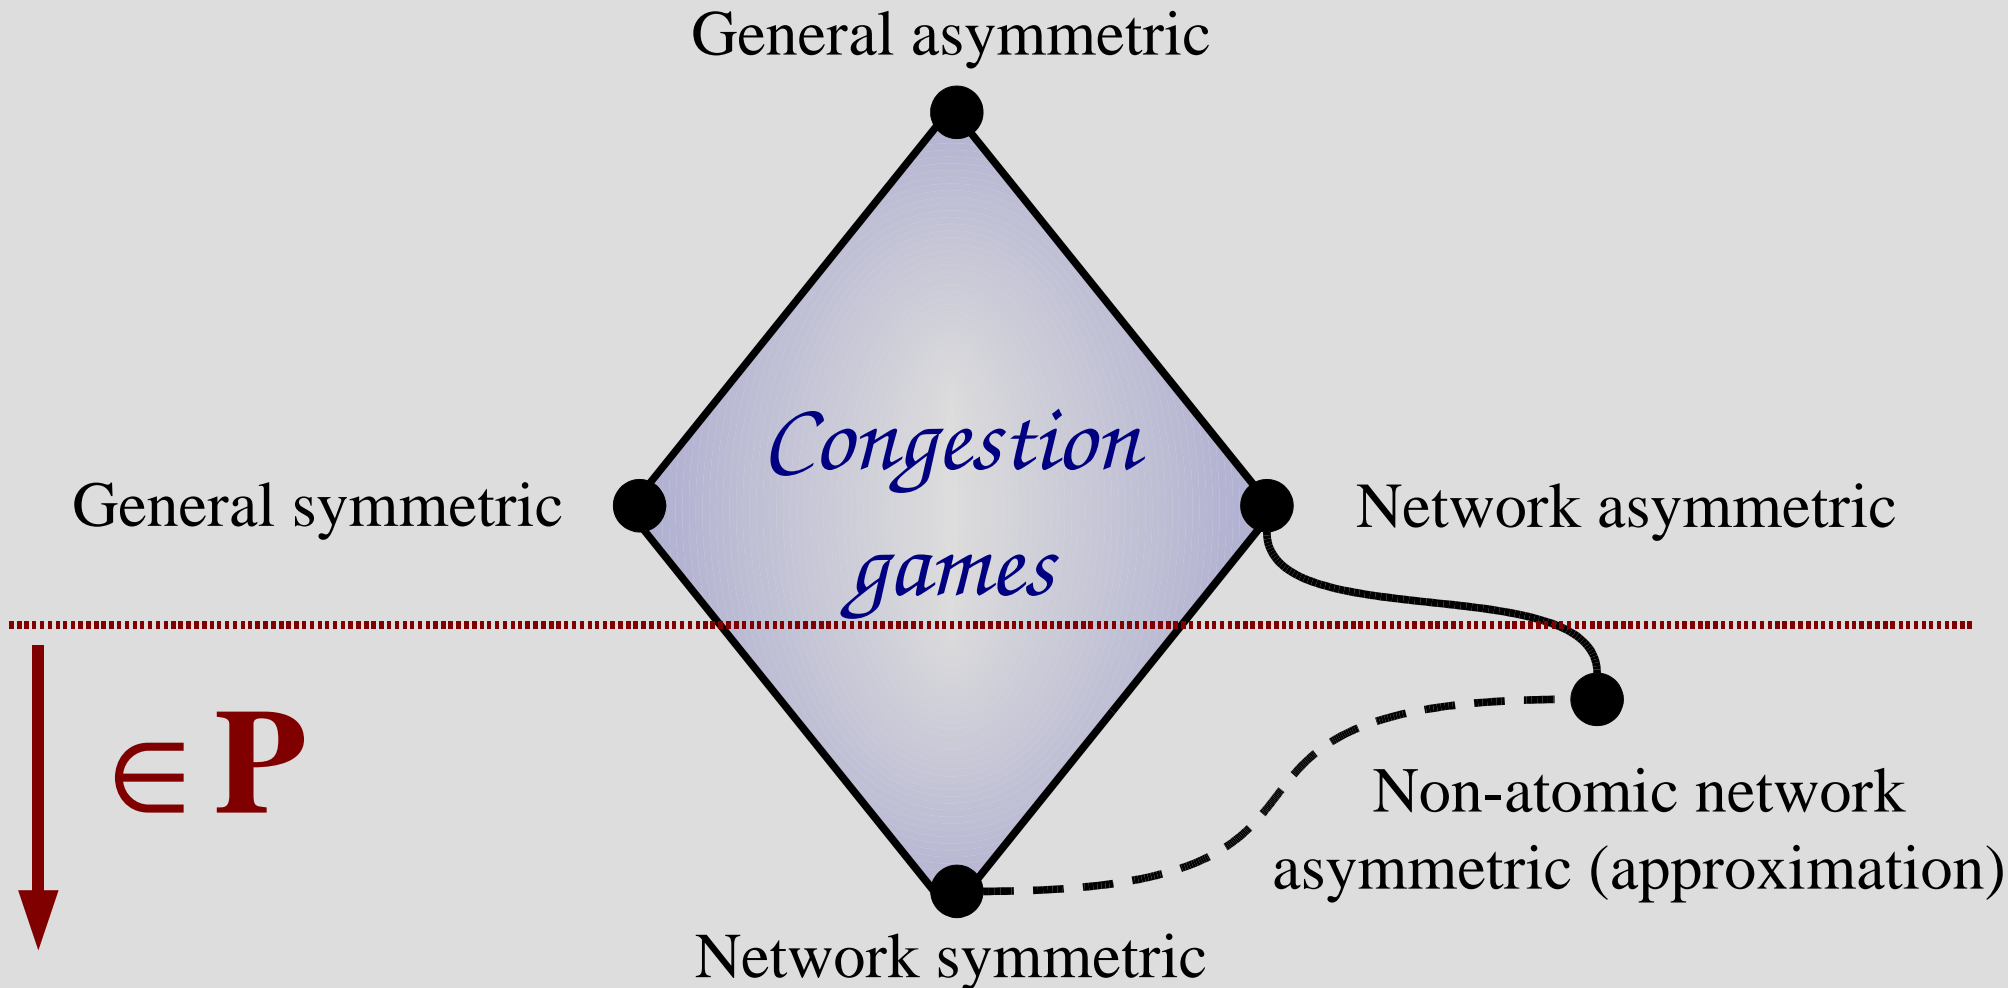 General asymmetric
Congestion
games
General symmetric
Network asymmetric
∈ P
Non-atomic network
asymmetric (approximation)
Network symmetric